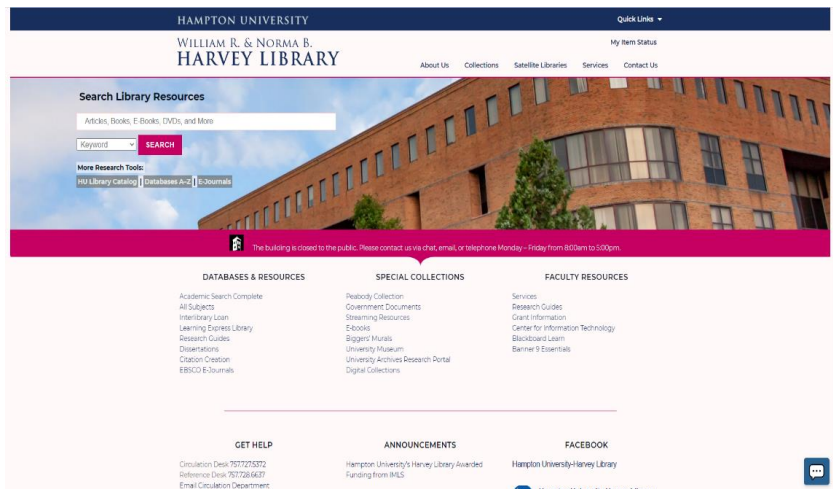 HAMPTON UNIVERSITY
Quick Links
WILLIAM R. & NORMA B.
HARVEY LIBRARY
My Item Status
About Us
Collections
Satellite Libraries
Services
Contact Us
Search Library Resources
Articles, Books, E-Books, DVDs, and More
Keyword
SEARCH
More Research Tools:
HU Library Catalog | Databases A-Z | E-Journals
The building is closed to the public. Please contact us via chat, email, or telephone Monday – Friday from 8:00am to 5:00pm.
DATABASES & RESOURCES
Academic Search Complete
All Subjects
Interlibrary Loan
Learning Express Library
Research Guides
Dissertations
Citation Creation
EBSCO E-Journals
SPECIAL COLLECTIONS
Peabody Collection
Government Documents
Streaming Resources
E-books
Biggers' Murals
University Museum
University Archives Research Portal
Digital Collections
FACULTY RESOURCES
Services
Research Guides
Grant Information
Center for Information Technology
Blackboard Learn
Banner 9 Essentials
GET HELP
Circulation Desk 757.727.5372
Reference Desk 757.728.6637
Email Circulation Department
ANNOUNCEMENTS
Hampton University's Harvey Library Awarded
Funding from IMLS
FACEBOOK
Hampton University-Harvey Library